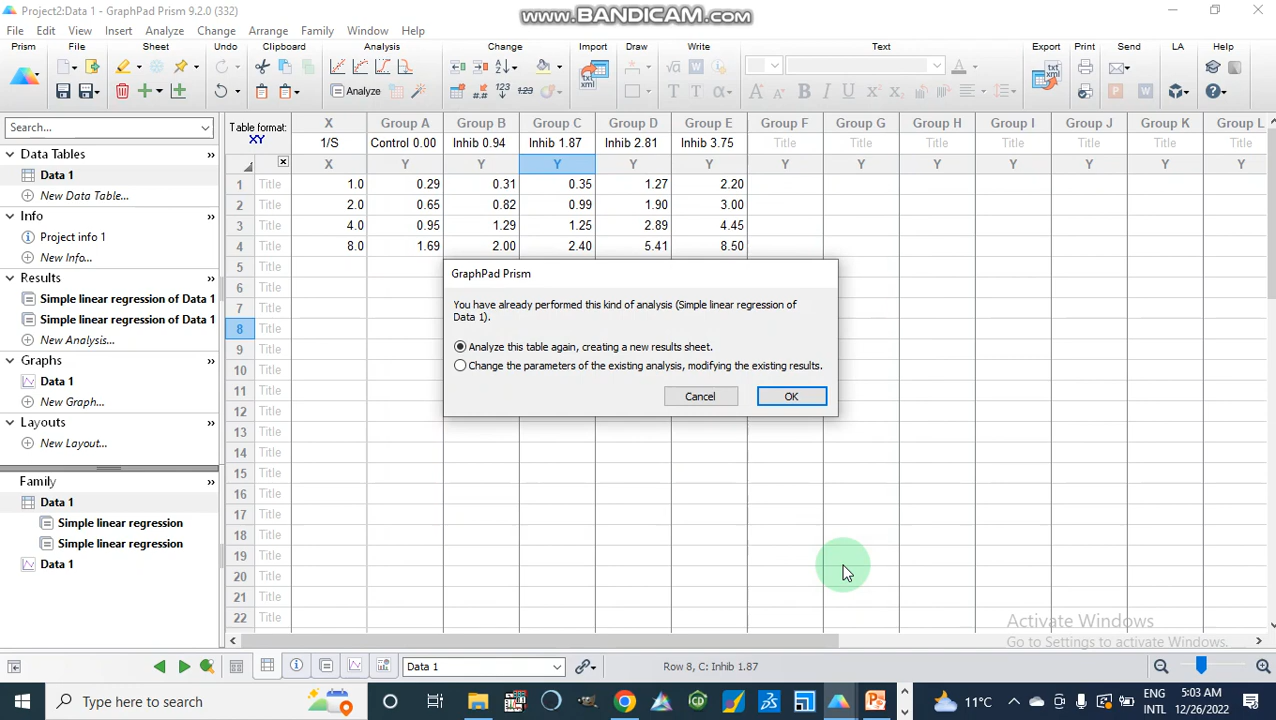 Project2:Data 1 - GraphPad Prism 9.2.0 (332)
www.BANDICAM.com
File Edit View Insert Analyze Change Arrange Family Window Help
Prism File Sheet Undo Clipboard Analysis Change Import Draw Write Text Export Print Send LA Help
Analyze
Search...
Data Tables
Data 1
New Data Table...
Info
Project info 1
New Info...
Results
Simple linear regression of Data 1
Simple linear regression of Data 1
New Analysis...
Graphs
Data 1
New Graph...
Layouts
New Layout...
Family
Data 1
Simple linear regression
Simple linear regression
Data 1
Table format:
XY
X Group A Group B Group C Group D Group E Group F Group G Group H Group I Group J Group K Group L
1/S Control 0.00 Inhib 0.94 Inhib 1.87 Inhib 2.81 Inhib 3.75 Title Title Title Title Title Title Title
X Y Y Y Y Y Y Y Y Y Y Y Y
1 Title 1.0 0.29 0.31 0.35 1.27 2.20
2 Title 2.0 0.65 0.82 0.99 1.90 3.00
3 Title 4.0 0.95 1.29 1.25 2.89 4.45
4 Title 8.0 1.69 2.00 2.40 5.41 8.50
5 Title
6 Title
7 Title
8 Title
9 Title
10 Title
11 Title
12 Title
13 Title
14 Title
15 Title
16 Title
17 Title
18 Title
19 Title
20 Title
21 Title
22 Title
GraphPad Prism
You have already performed this kind of analysis (Simple linear regression of
Data 1).
Analyze this table again, creating a new results sheet.
Change the parameters of the existing analysis, modifying the existing results.
Cancel OK
Activate Windows
Go to Settings to activate Windows.
Data 1
Row 8, C: Inhib 1.87
Type here to search
11°C
ENG
INTL
5:03 AM
12/26/2022